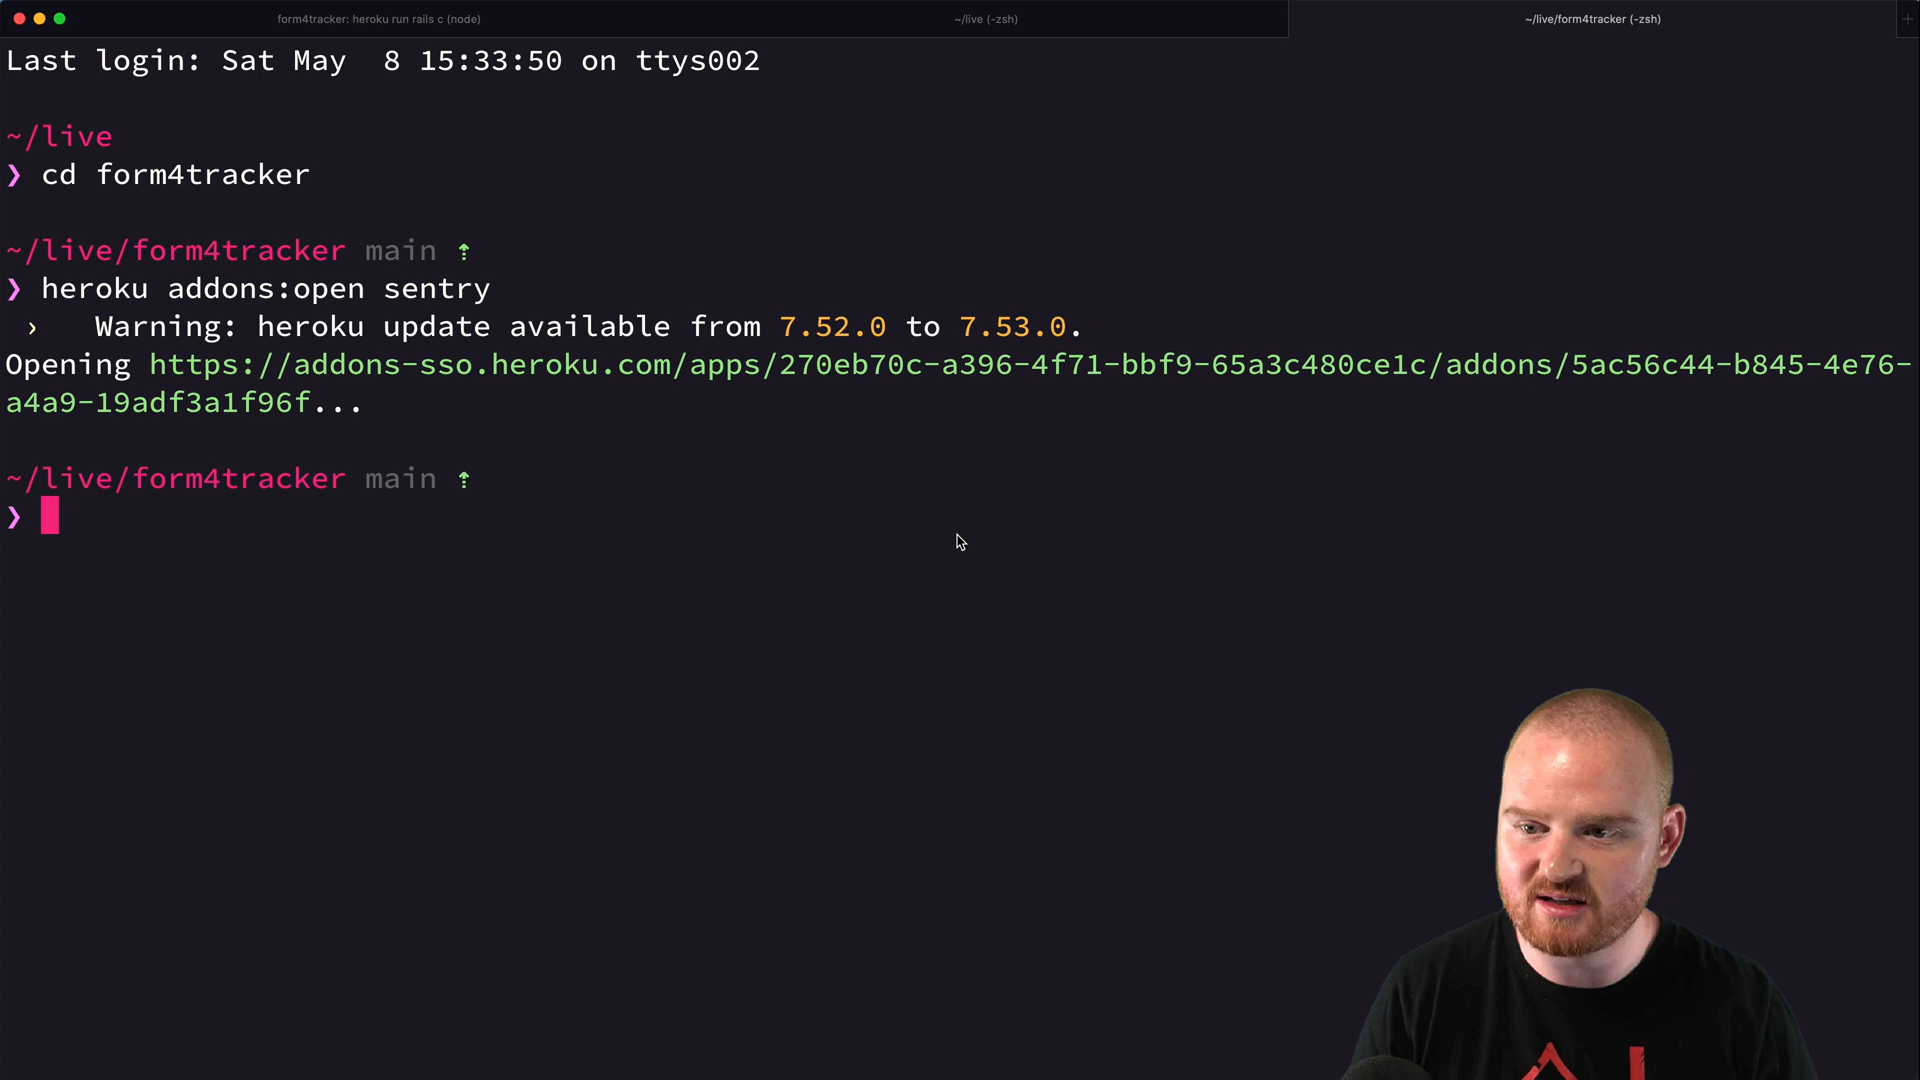 form4tracker: heroku run rails c (node)
~/live (-zsh)
~/live/form4tracker (-zsh)
Last login: Sat May  8 15:33:50 on ttys002
~/live
❯ cd form4tracker
~/live/form4tracker main ⇡
❯ heroku addons:open sentry
›   Warning: heroku update available from 7.52.0 to 7.53.0.
Opening https://addons-sso.heroku.com/apps/270eb70c-a396-4f71-bbf9-65a3c480ce1c/addons/5ac56c44-b845-4e76-
a4a9-19adf3a1f96f...
~/live/form4tracker main ⇡
❯